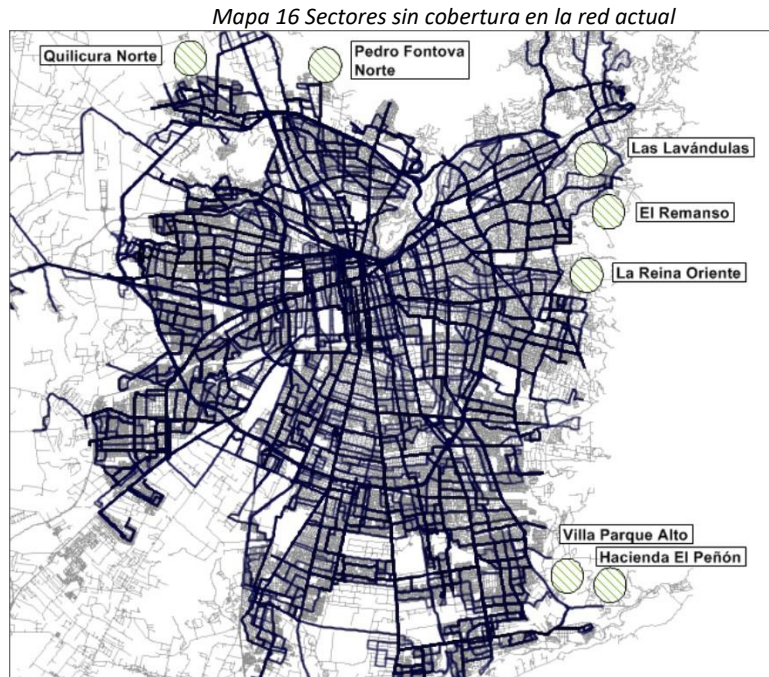 Mapa 16 Sectores sin cobertura en la red actual
Quilicura Norte
Pedro Fontova
Norte
Las Lavándulas
El Remanso
La Reina Oriente
Villa Parque Alto
Hacienda El Peñón